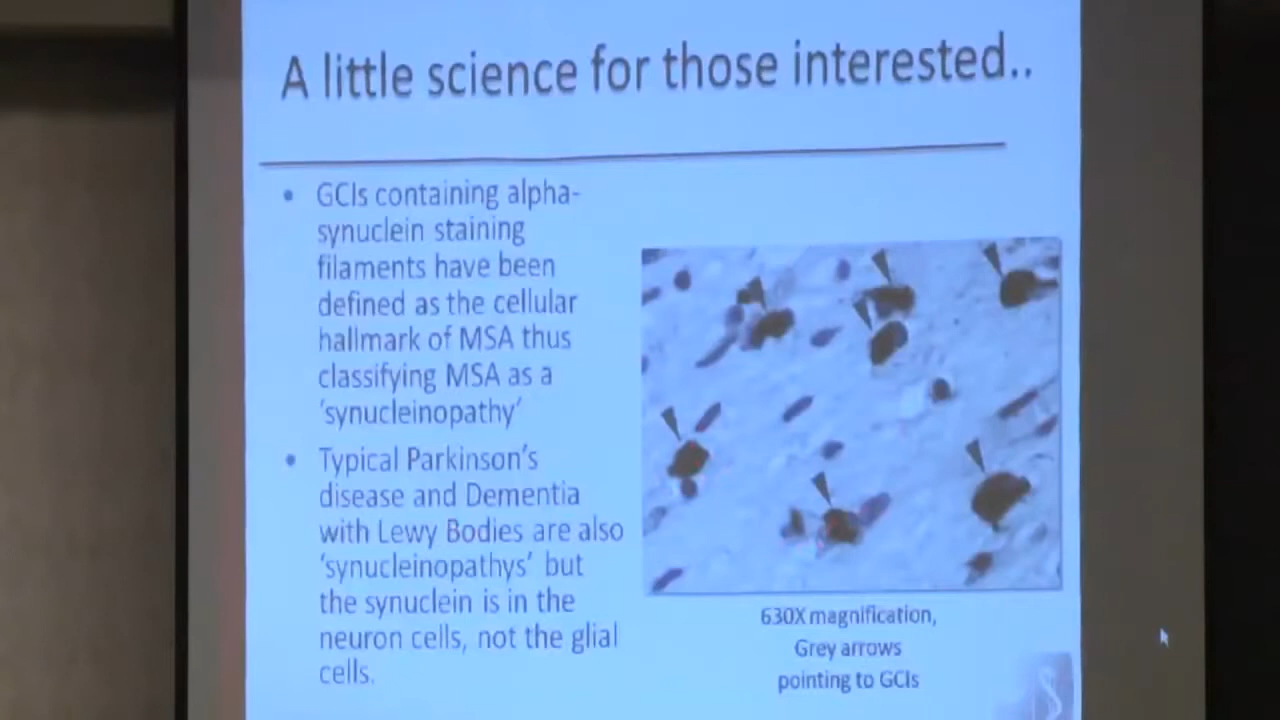 A little science for those interested..
• GCIs containing alpha-
synuclein staining
filaments have been
defined as the cellular
hallmark of MSA thus
classifying MSA as a
‘synucleinopathy’
• Typical Parkinson’s
disease and Dementia
with Lewy Bodies are also
‘synucleinopathys’ but
the synuclein is in the
neuron cells, not the glial
cells.
630X magnification,
Grey arrows
pointing to GCIs